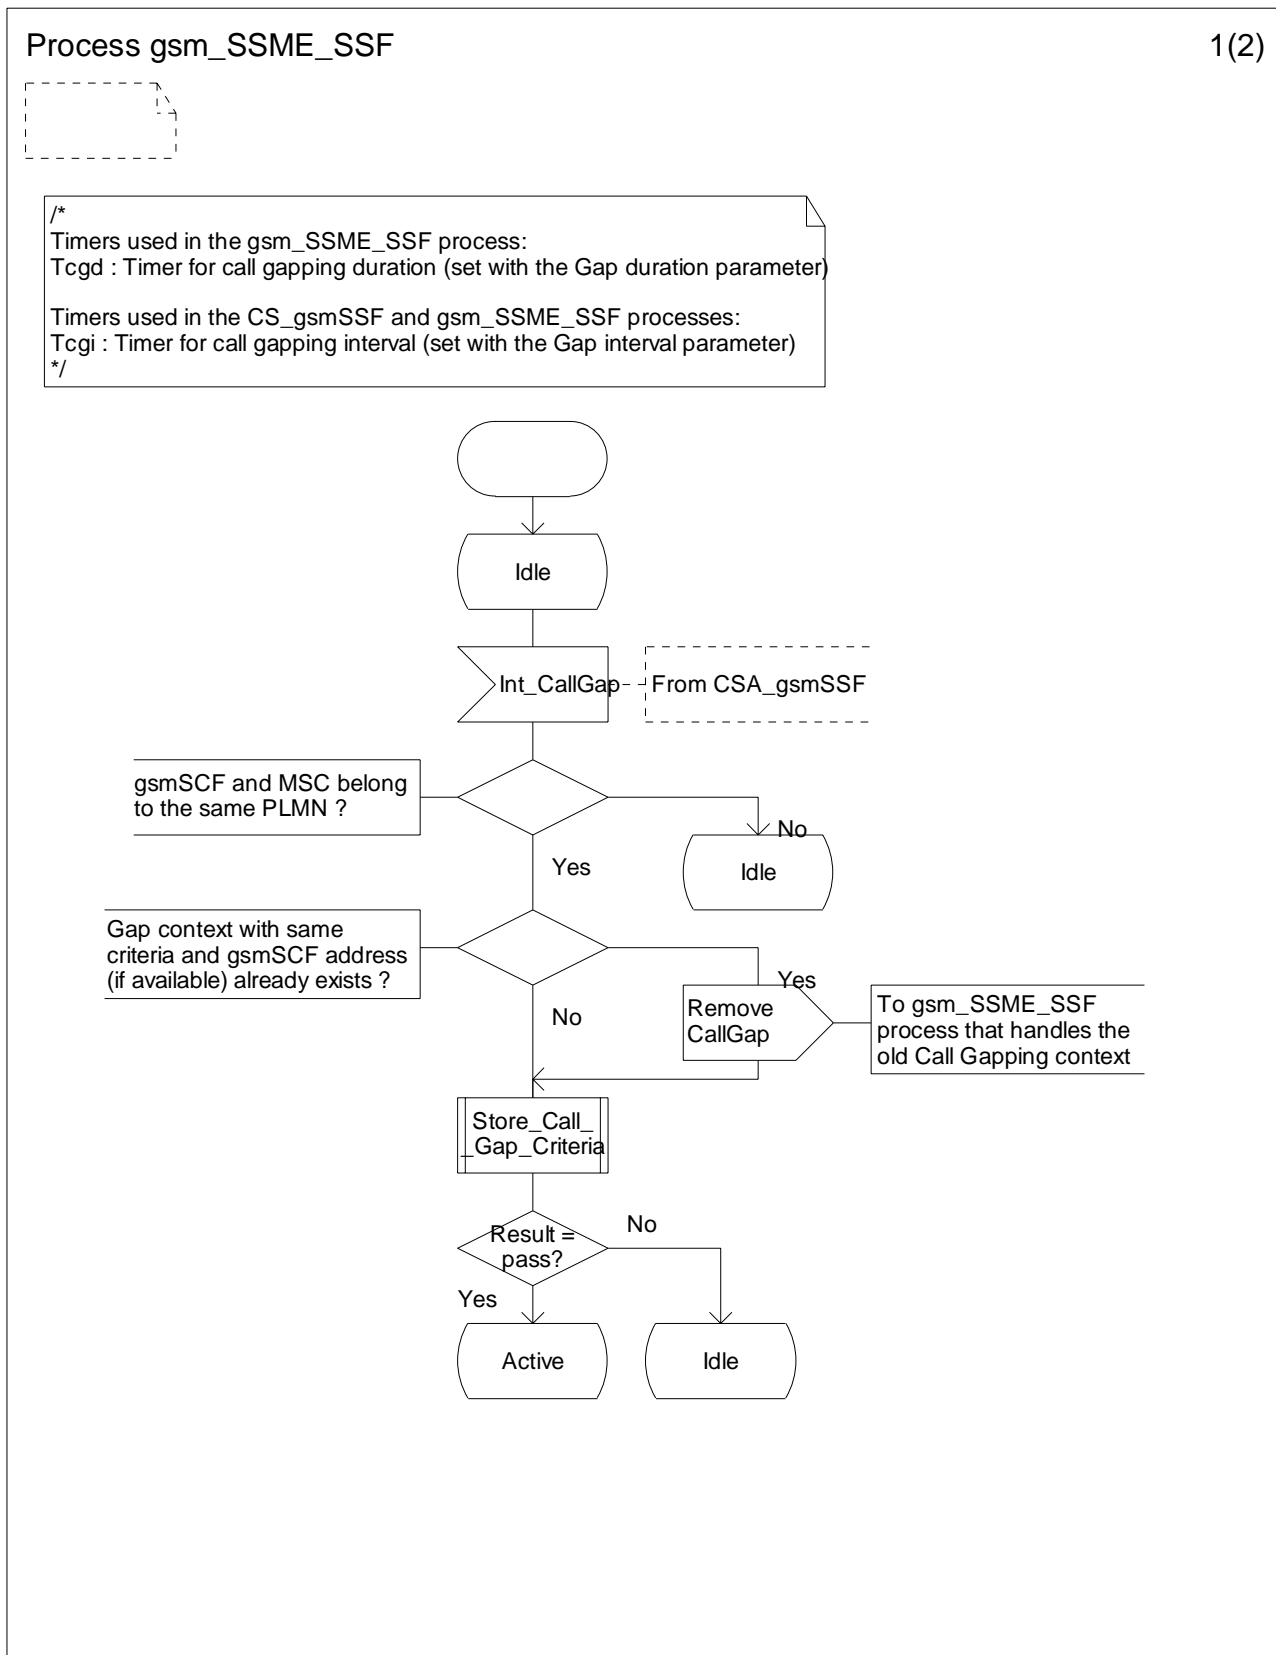 Process gsm_SSME_SSF
1(2)
/*
Timers used in the gsm_SSME_SSF process:
Tcgd : Timer for call gapping duration (set with the Gap duration parameter)
Timers used in the CS_gsmSSF and gsm_SSME_SSF processes:
Tcgi : Timer for call gapping interval (set with the Gap interval parameter)
*/
Idle
Int_CallGap
From CSA_gsmSSF
gsmSCF and MSC belong
to the same PLMN ?
No
Yes
Idle
Gap context with same
criteria and gsmSCF address
(if available) already exists ?
Yes
No
Remove
CallGap
To gsm_SSME_SSF
process that handles the
old Call Gapping context
Store_Call_
_Gap_Criteria
Result =
pass?
No
Yes
Active
Idle